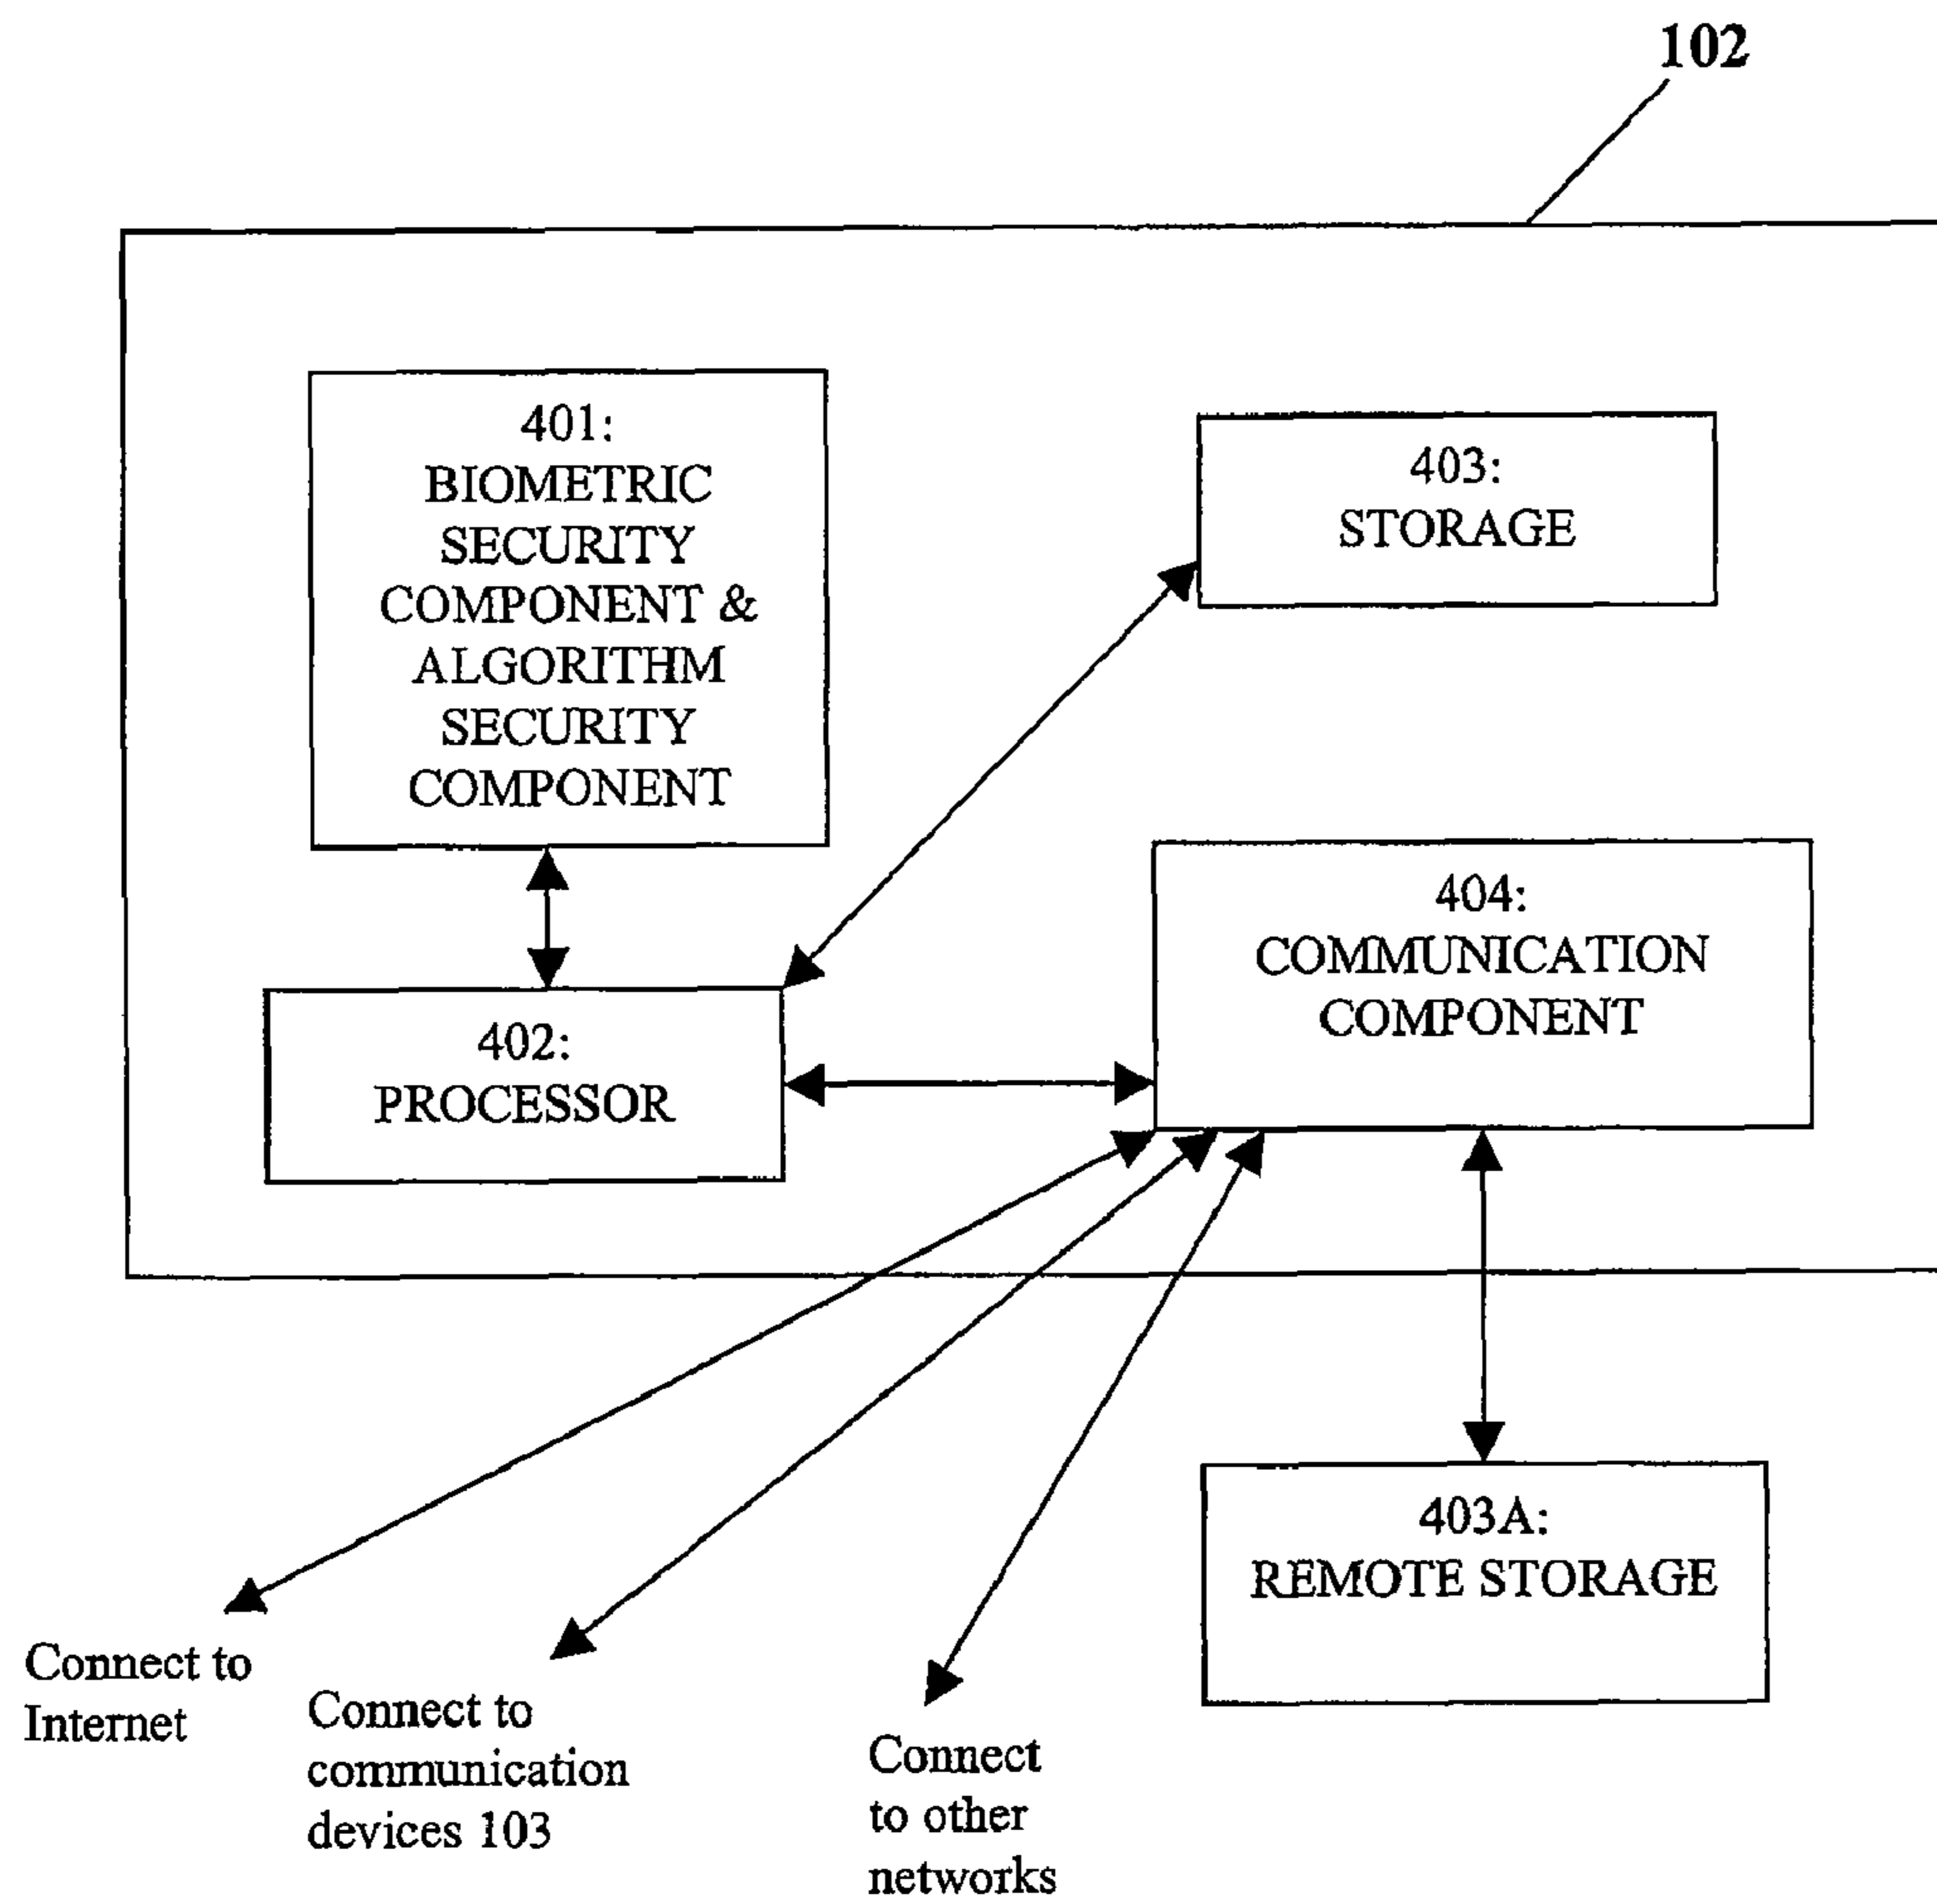 102
401:
BIOMETRIC
SECURITY
COMPONENT &
ALGORITHM
SECURITY
COMPONENT
403:
STORAGE
404:
COMMUNICATION
COMPONENT
402:
PROCESSOR
403A:
REMOTE STORAGE
Connect to
Internet
Connect to
communication
devices 103
Connect
to other
networks